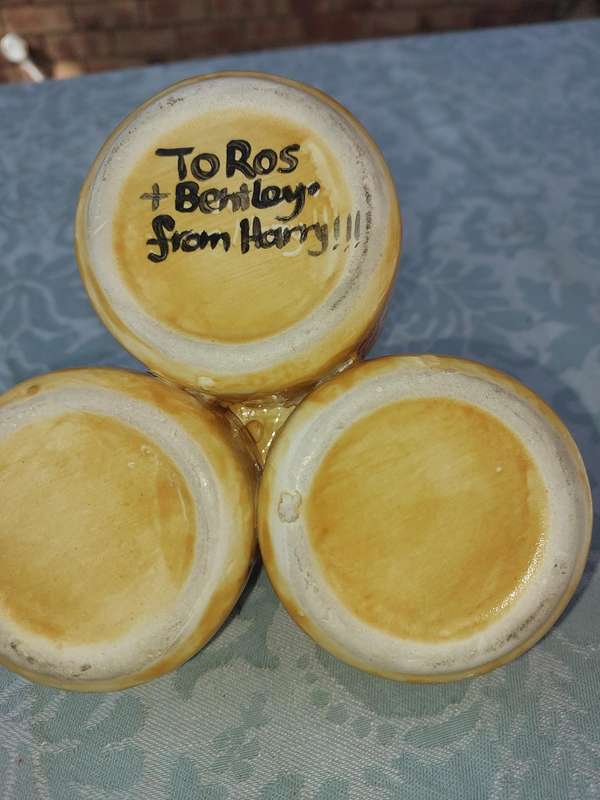 To Ros
+ Bentley.
from Harry!!!